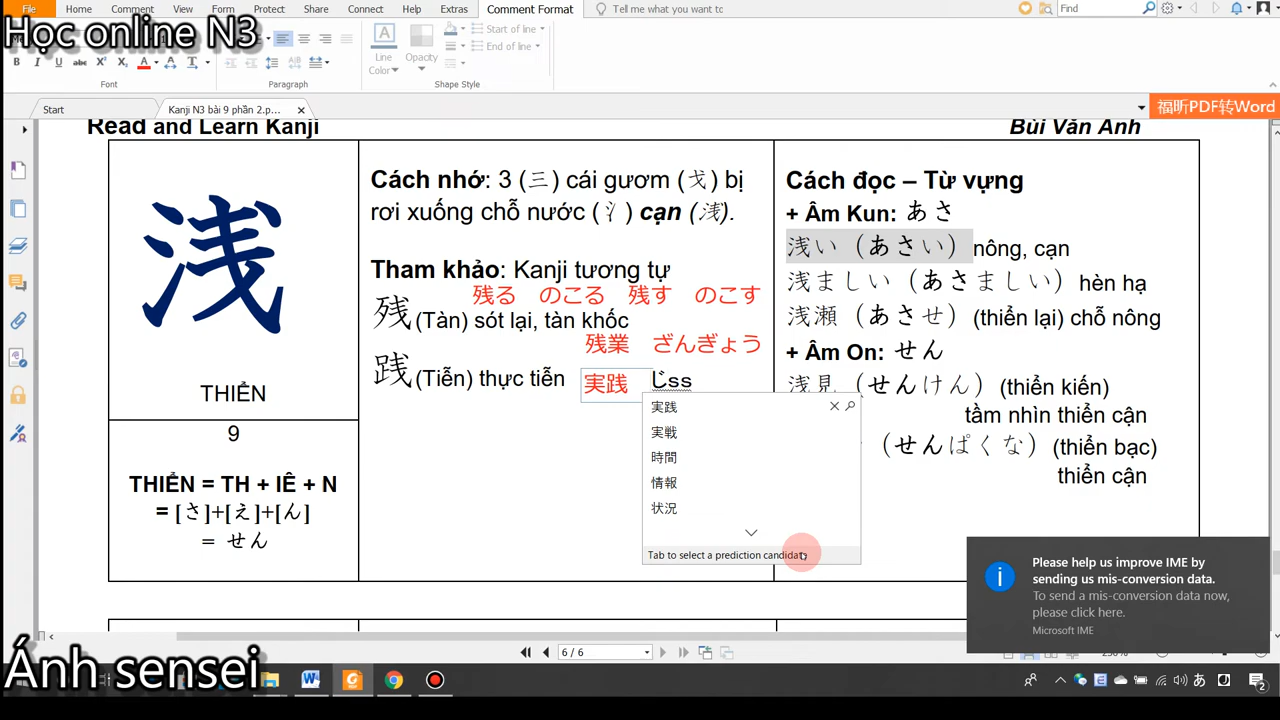 File Home Comment View Form Protect Share Connect Help Extras Comment Format Tell me what you want to Find
Học online N3
Line Color
Opacity
Start of line
End of line
Font Paragraph Shape Style
Start Kanji N3 bài 9 phần 2.p... 福昕PDF转Word
Read and Learn Kanji Bùi Văn Anh
浅
THIỂN
9
THIỂN = TH + IÊ + N
= [さ]+[え]+[ん]
= せん
Cách nhớ: 3 (三) cái gươm (戈) bị
rơi xuống chỗ nước (氵) cạn (浅).
Tham khảo: Kanji tương tự
残る のこる 残す のこす
残 (Tàn) sót lại, tàn khốc
残業 ざんぎょう
践 (Tiễn) thực tiễn 実践 じss
実践
実戦
時間
情報
状況
Tab to select a prediction candidate
Cách đọc – Từ vựng
+ Âm Kun: あさ
浅い（あさい）nông, cạn
浅ましい（あさましい）hèn hạ
浅瀬（あさせ）(thiển lại) chỗ nông
+ Âm On: せん
浅見（せんけん）(thiển kiến)
tầm nhìn thiển cận
（せんぱくな）(thiển bạc)
thiển cận
Please help us improve IME by
sending us mis-conversion data.
To send a mis-conversion data now,
please click here.
Microsoft IME
6 / 6
Ánh sensei